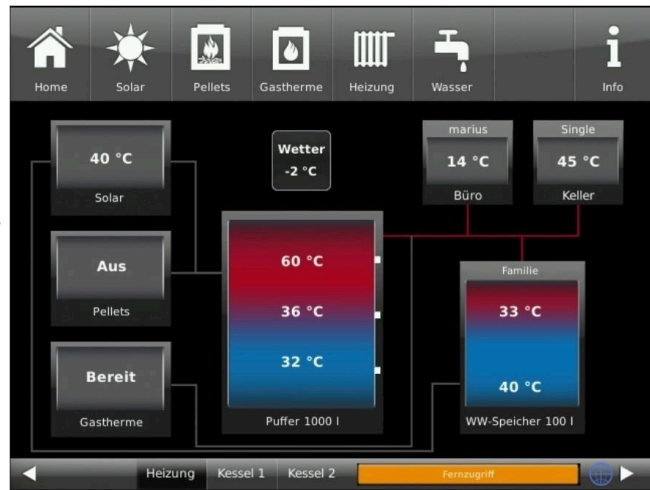 Home Solar Pellets Gastherme Heizung Wasser Info
40 °C
Solar
Wetter
-2 °C
marius
14 °C
Büro
Single
45 °C
Keller
Aus
Pellets
60 °C
36 °C
32 °C
Puffer 1000 l
Familie
33 °C
40 °C
WW-Speicher 100 l
Bereit
Gastherme
Heizung Kessel 1 Kessel 2 Fernzugriff